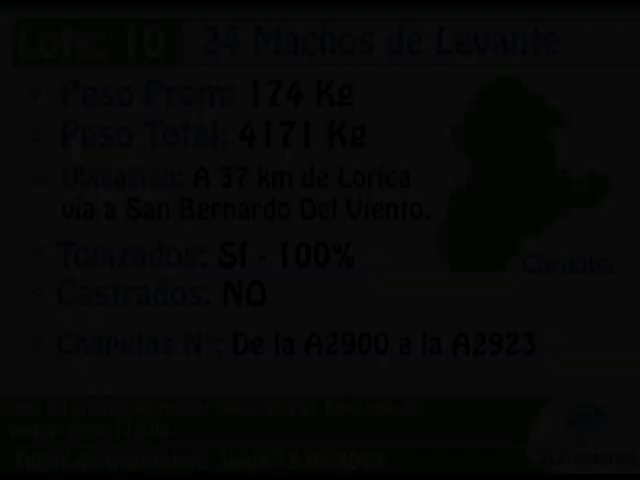 Lote: 10 24 Machos de Levante
Peso Prom: 174 Kg
Peso Total: 4171 Kg
Ubicación: A 37 km de Lorica
vía a San Bernardo Del Viento.
Topizados: SI - 100%
Castrados: NO
Chapetas N°: De la A2900 a la A2923
Córdoba